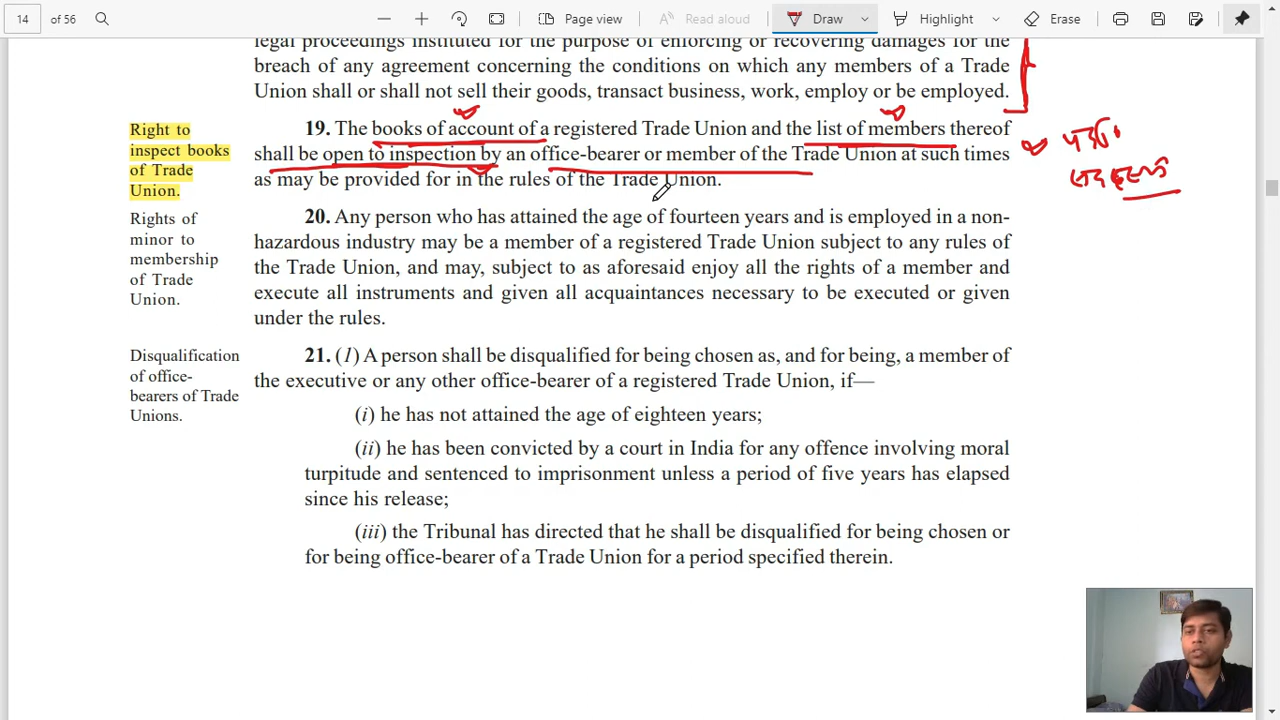 14 of 56
Page view
Read aloud
Draw
Highlight
Erase
legal proceedings instituted for the purpose of enforcing or recovering damages for the
breach of any agreement concerning the conditions on which any members of a Trade
Union shall or shall not sell their goods, transact business, work, employ or be employed.
Right to
inspect books
of Trade
Union.
19. The books of account of a registered Trade Union and the list of members thereof
shall be open to inspection by an office-bearer or member of the Trade Union at such times
as may be provided for in the rules of the Trade Union.
Rights of
minor to
membership
of Trade
Union.
20. Any person who has attained the age of fourteen years and is employed in a non-
hazardous industry may be a member of a registered Trade Union subject to any rules of
the Trade Union, and may, subject to as aforesaid enjoy all the rights of a member and
execute all instruments and given all acquaintances necessary to be executed or given
under the rules.
Disqualification
of office-
bearers of Trade
Unions.
21. (1) A person shall be disqualified for being chosen as, and for being, a member of
the executive or any other office-bearer of a registered Trade Union, if—
(i) he has not attained the age of eighteen years;
(ii) he has been convicted by a court in India for any offence involving moral
turpitude and sentenced to imprisonment unless a period of five years has elapsed
since his release;
(iii) the Tribunal has directed that he shall be disqualified for being chosen or
for being office-bearer of a Trade Union for a period specified therein.